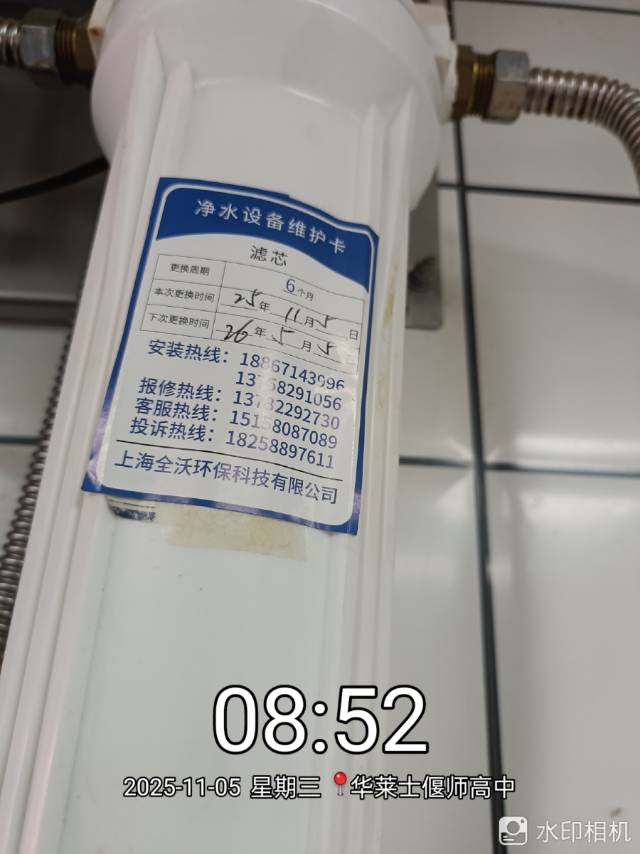 净水设备维护卡
滤芯
更换周期 6个月
本次更换时间 25年11月5日
下次更换时间 26年5月5日
安装热线：18867143996
13758291056
报修热线：13732292730
客服热线：15158087089
投诉热线：18258897611
上海全沃环保科技有限公司
08:52
2025-11-05 星期三 华莱士偃师高中
水印相机